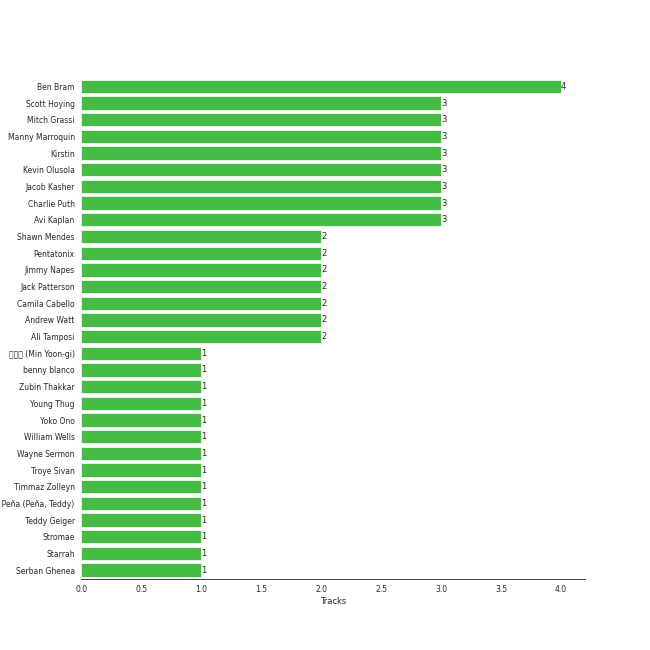 Ben Bram 4
Scott Hoying 3
Mitch Grassi 3
Manny Marroquin 3
Kirstin 3
Kevin Olusola 3
Jacob Kasher 3
Charlie Puth 3
Avi Kaplan 3
Shawn Mendes 2
Pentatonix 2
Jimmy Napes 2
Jack Patterson 2
Camila Cabello 2
Andrew Watt 2
Ali Tamposi 2
(Min Yoon-gi) 1
benny blanco 1
Zubin Thakkar 1
Young Thug 1
Yoko Ono 1
William Wells 1
Wayne Sermon 1
Troye Sivan 1
Timmaz Zolleyn 1
Peña (Peña, Teddy) 1
Teddy Geiger 1
Stromae 1
Starrah 1
Serban Ghenea 1
0.0 0.5 1.0 1.5 2.0 2.5 3.0 3.5 4.0
Tracks